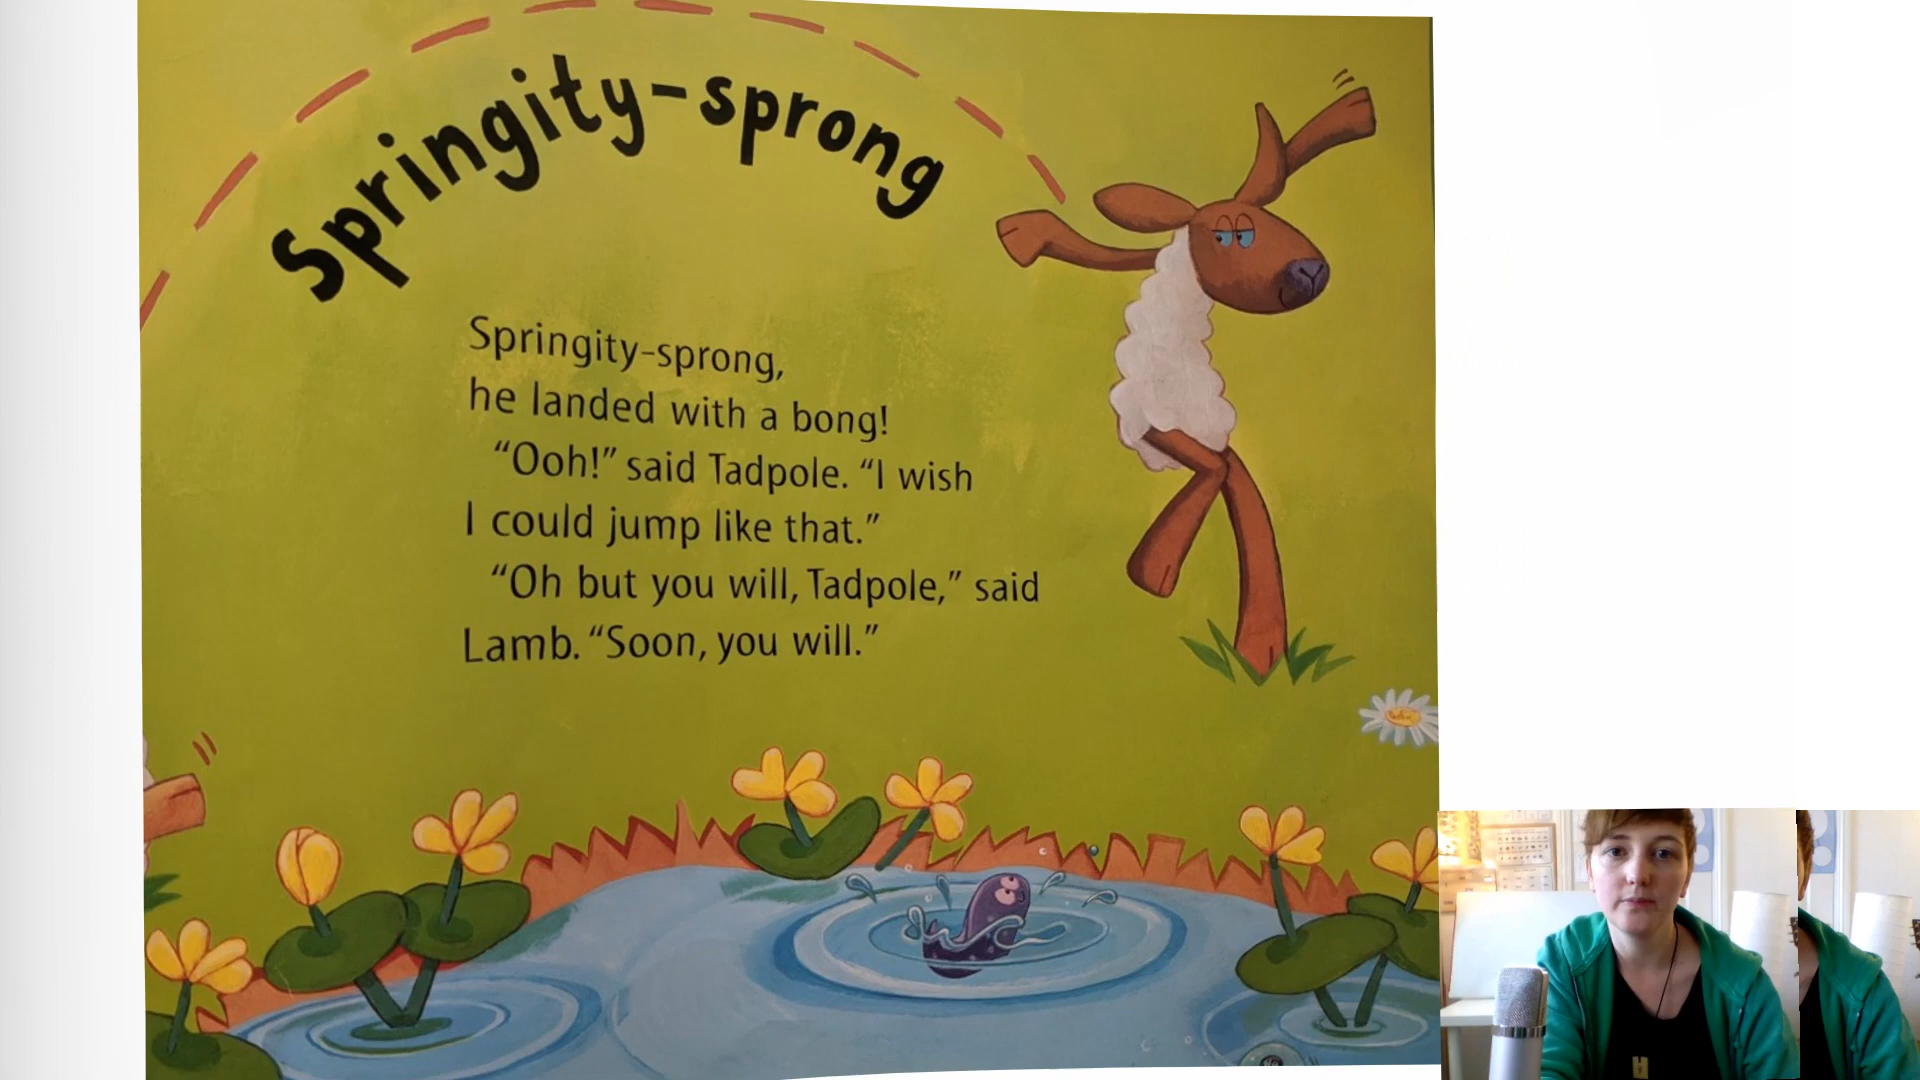 Springity-sprong
Springity-sprong,
he landed with a bong!
“Ooh!” said Tadpole. “I wish
I could jump like that.”
“Oh but you will, Tadpole,” said
Lamb. “Soon, you will.”